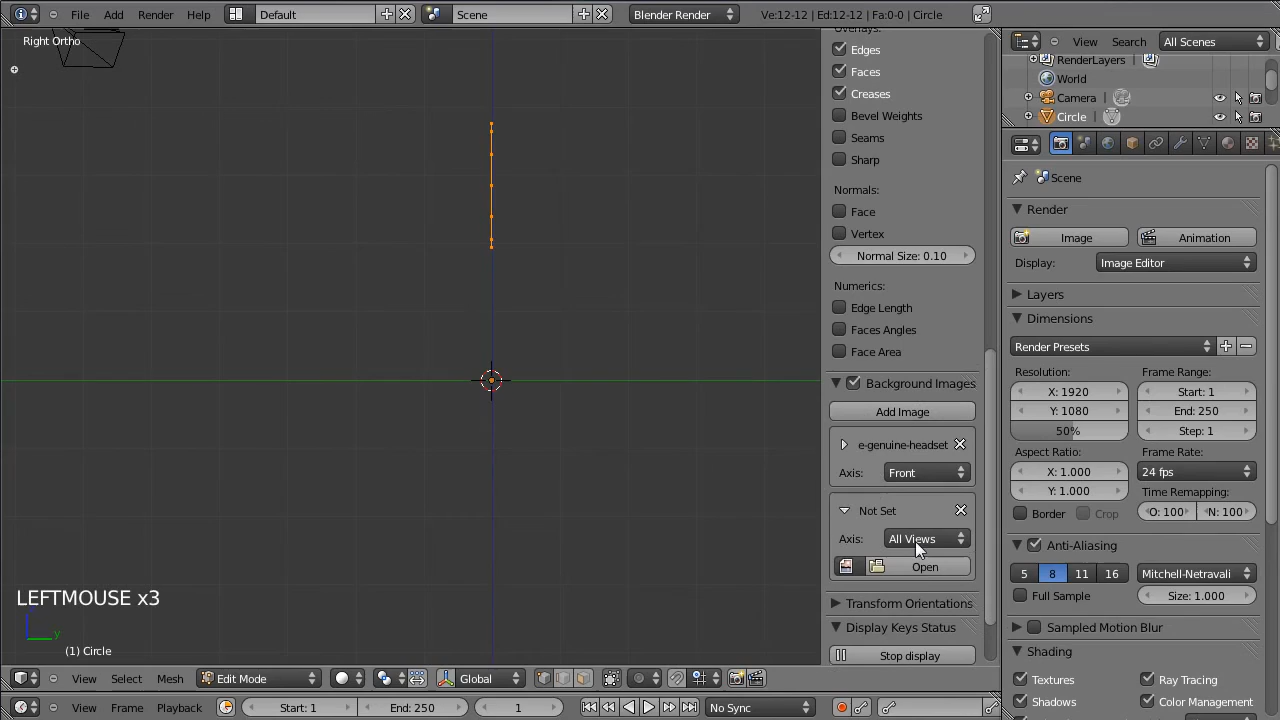 File Add Render Help
Default
Scene
Blender Render
Ve:12-12 | Ed:12-12 | Fa:0-0 | Circle
Right Ortho
LEFTMOUSE x3
y
(1) Circle
View Select Mesh Edit Mode Global
View Frame Playback Start: 1 End: 250 1 No Sync
Edges
Faces
Creases
Bevel Weights
Seams
Sharp
Normals:
Face
Vertex
Normal Size: 0.10
Numerics:
Edge Length
Faces Angles
Face Area
Background Images
Add Image
e-genuine-headset
Axis: Front
Not Set
Axis: All Views
Open
Transform Orientations
Display Keys Status
Stop display
View Search All Scenes
RenderLayers
World
Camera
Circle
Scene
Render
Image Animation
Display: Image Editor
Layers
Dimensions
Render Presets
Resolution: Frame Range:
X: 1920 Start: 1
Y: 1080 End: 250
50% Step: 1
Aspect Ratio: Frame Rate:
X: 1.000 24 fps
Y: 1.000 Time Remapping:
Border Crop O: 100 N: 100
Anti-Aliasing
5 8 11 16 Mitchell-Netravali
Full Sample Size: 1.000
Sampled Motion Blur
Shading
Textures Ray Tracing
Shadows Color Management